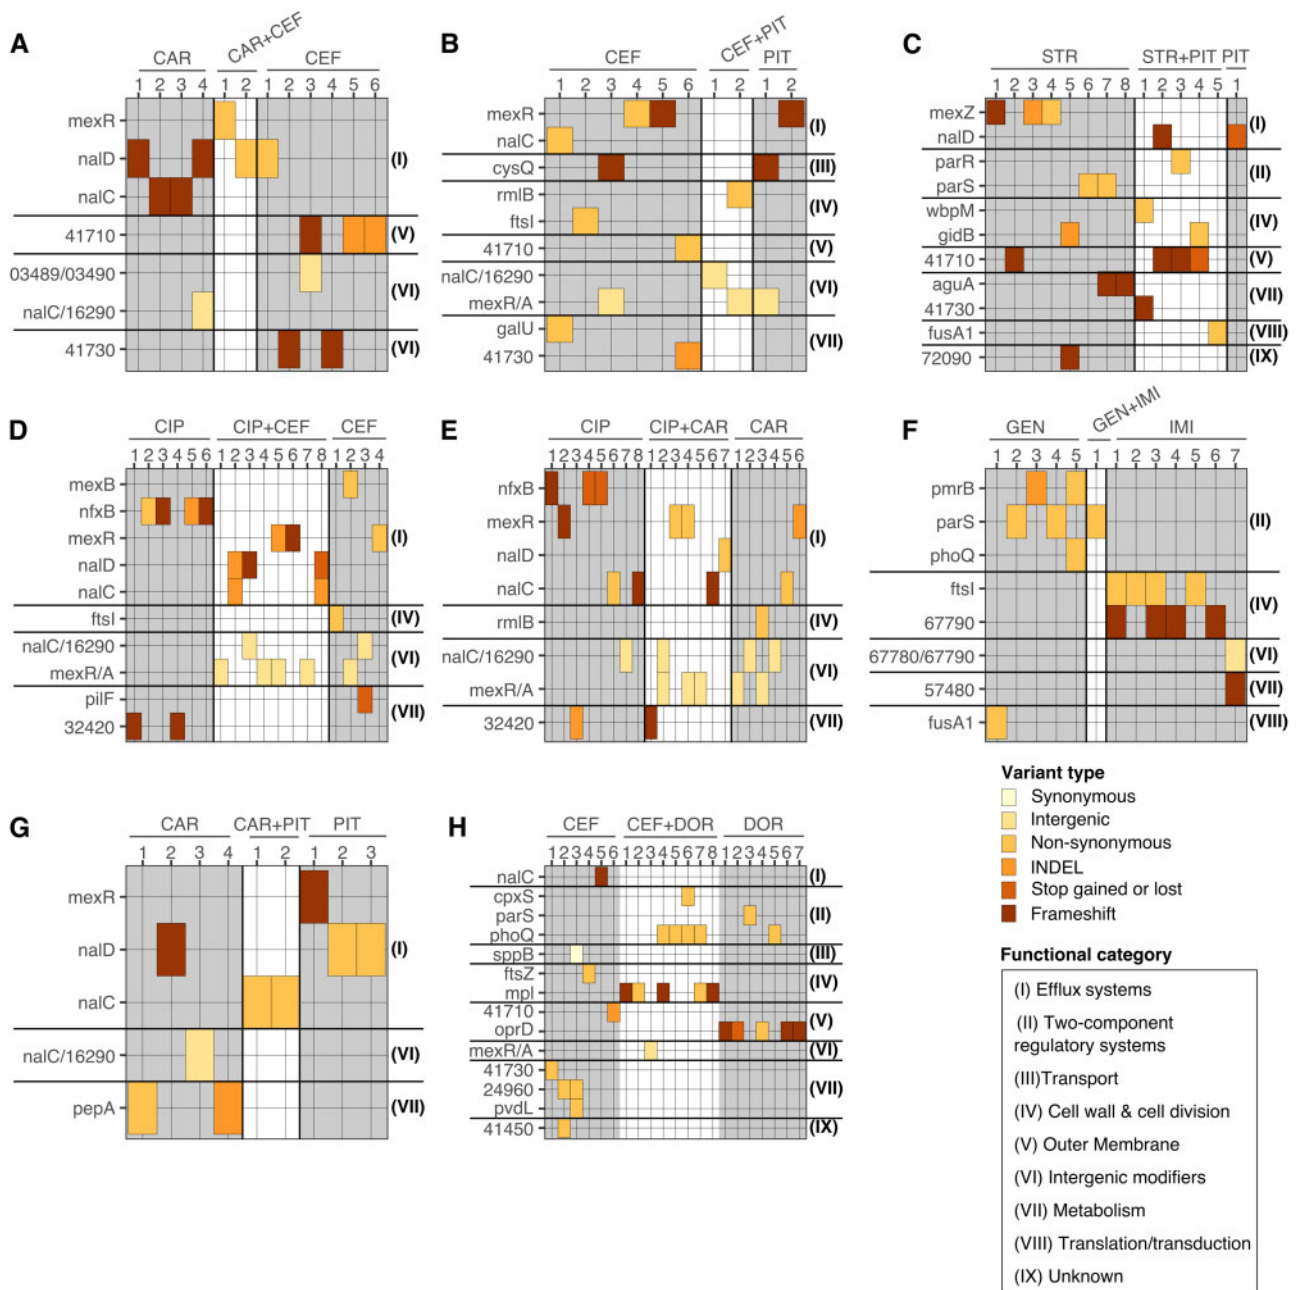 A
CAR
CAR+CEF
CEF
1 2 3 4 1 2 1 2 3 4 5 6
mexR
nalD
(I)
nalC
41710
(V)
03489/03490
(VI)
nalC/16290
41730
(VI)
B
CEF
CEF+PIT
PIT
1 2 3 4 5 6 1 2 1 2
mexR
(I)
nalC
cysQ
(III)
rmlB
(IV)
ftsI
41710
(V)
nalC/16290
(VI)
mexR/A
galU
(VII)
41730
C
STR
STR+PIT
PIT
1 2 3 4 5 6 7 8 1 2 3 4 5 1
mexZ
(I)
nalD
parR
(II)
parS
wbpM
(IV)
gidB
41710
(V)
aguA
(VII)
41730
fusA1
(VIII)
72090
(IX)
D
CIP
CIP+CEF
CEF
1 2 3 4 5 6 1 2 3 4 5 6 7 8 1 2 3 4
mexB
nfxB
mexR
(I)
nalD
nalC
ftsI
(IV)
nalC/16290
(VI)
mexR/A
pilF
(VII)
32420
E
CIP
CIP+CAR
CAR
1 2 3 4 5 6 7 8 1 2 3 4 5 6 7 1 2 3 4 5 6
nfxB
mexR
(I)
nalD
nalC
rmlB
(IV)
nalC/16290
(VI)
mexR/A
32420
(VII)
F
GEN
GEN+IMI
IMI
1 2 3 4 5 1 1 2 3 4 5 6 7
pmrB
parS
(II)
phoQ
ftsI
(IV)
67790
67780/67790
(VI)
57480
(VII)
fusA1
(VIII)
G
CAR
CAR+PIT
PIT
1 2 3 4 1 2 1 2 3
mexR
nalD
(I)
nalC
nalC/16290
(VI)
pepA
(VII)
H
CEF
CEF+DOR
DOR
1 2 3 4 5 6 1 2 3 4 5 6 7 8 1 2 3 4 5 6 7
nalC
(I)
cpxS
parS
(II)
phoQ
sppB
(III)
ftsZ
(IV)
mpl
41710
(V)
oprD
mexR/A
(VI)
41730
24960
(VII)
pvdL
41450
(IX)
Variant type
Synonymous
Intergenic
Non-synonymous
INDEL
Stop gained or lost
Frameshift
Functional category
(I) Efflux systems
(II) Two-component
regulatory systems
(III)Transport
(IV) Cell wall & cell division
(V) Outer Membrane
(VI) Intergenic modifiers
(VII) Metabolism
(VIII) Translation/transduction
(IX) Unknown